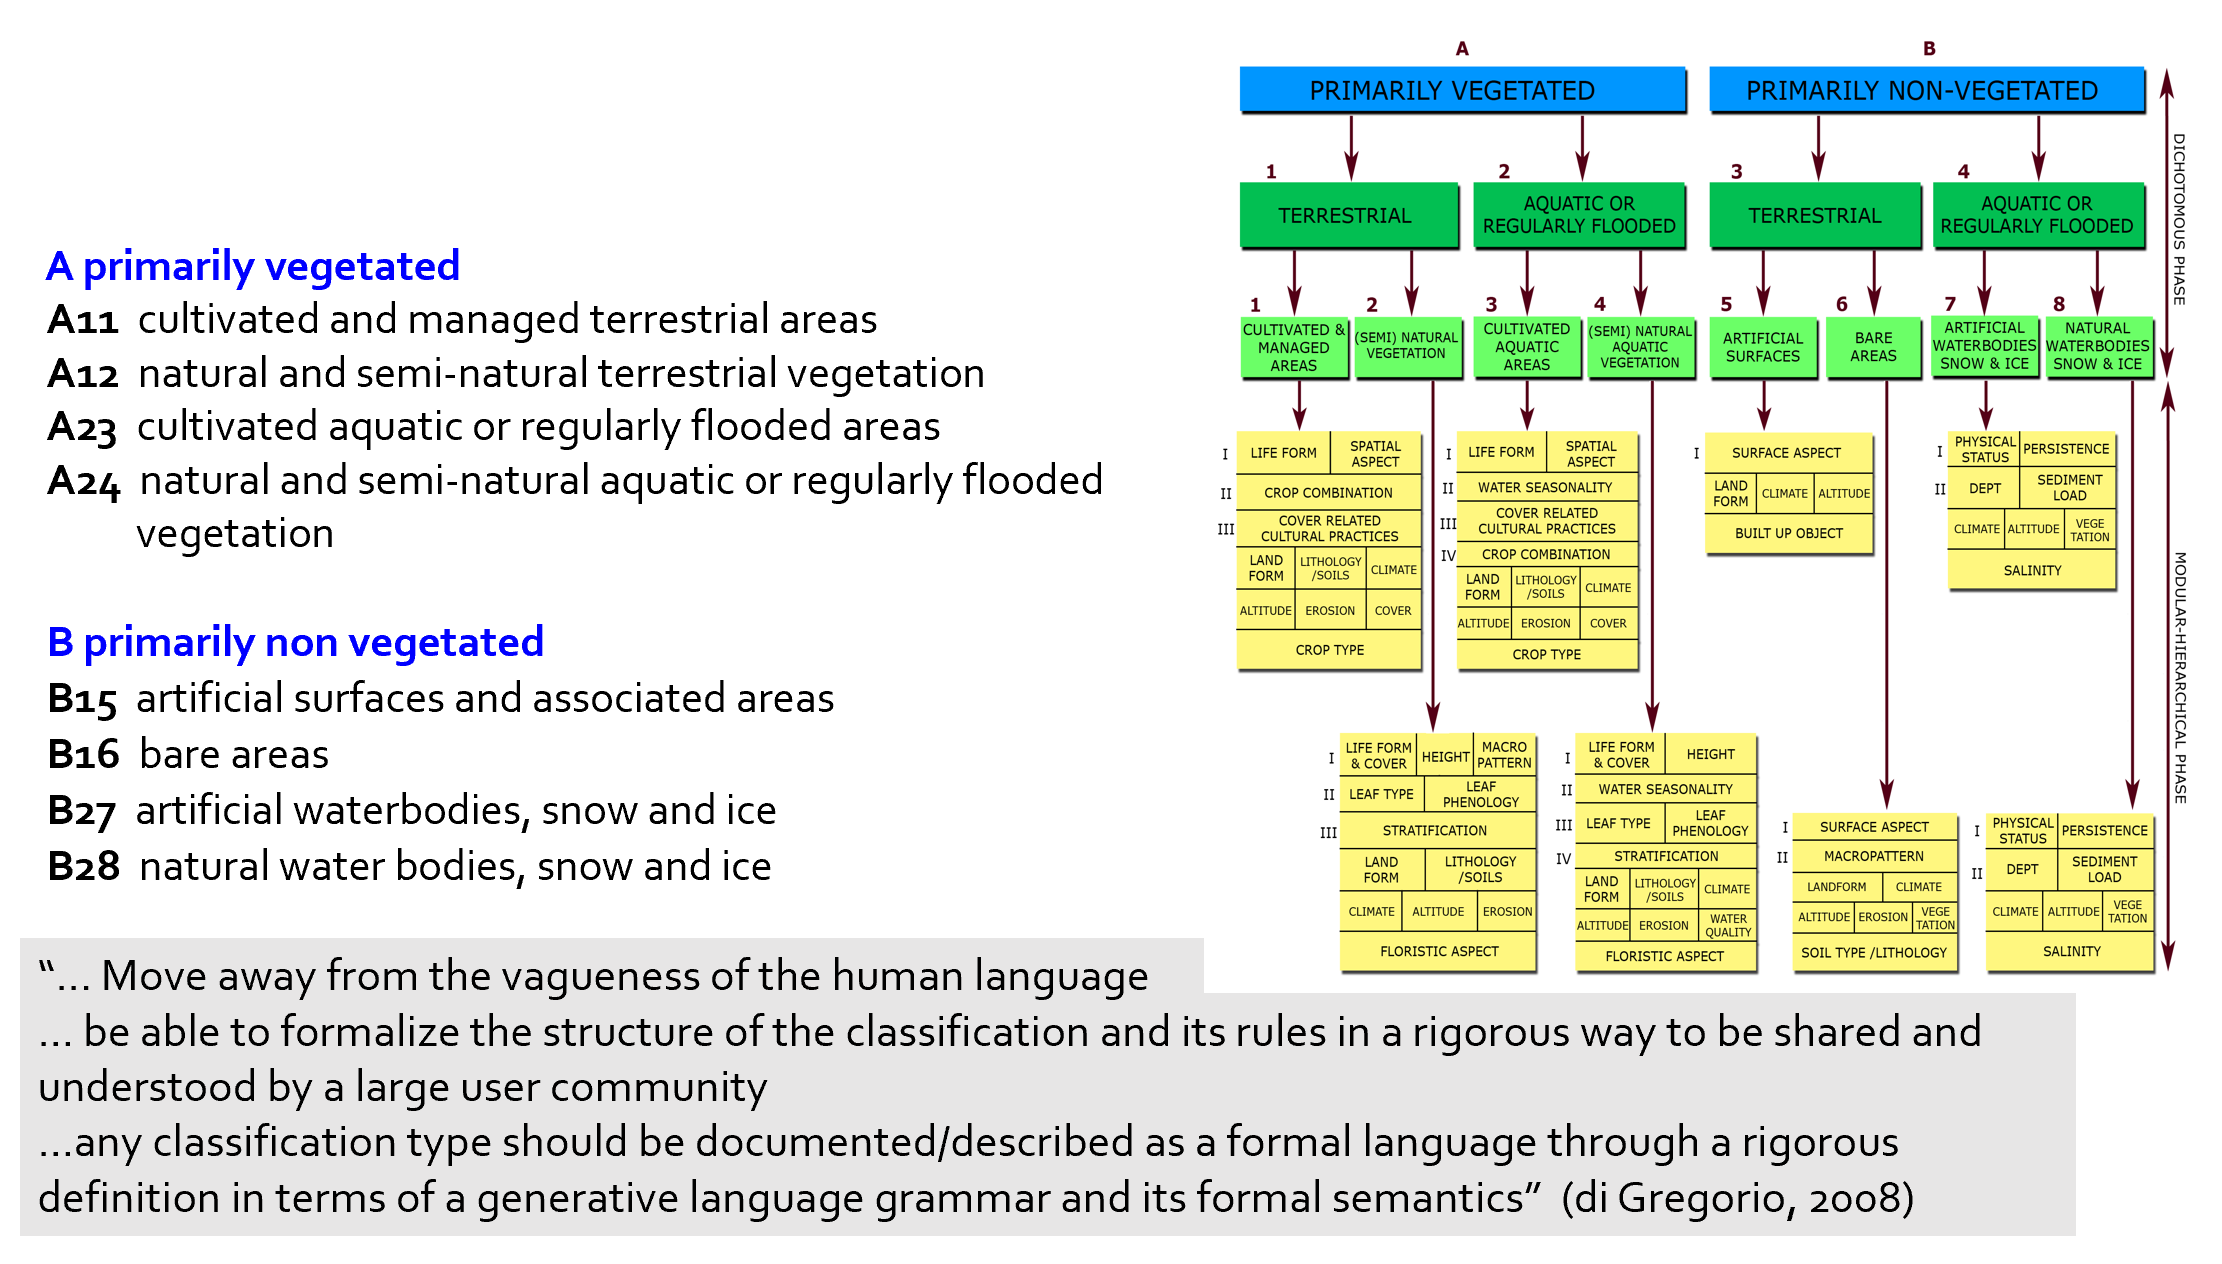 A primarily vegetated
A11 cultivated and managed terrestrial areas
A12 natural and semi-natural terrestrial vegetation
A23 cultivated aquatic or regularly flooded areas
A24 natural and semi-natural aquatic or regularly flooded
vegetation
B primarily non vegetated
B15 artificial surfaces and associated areas
B16 bare areas
B27 artificial waterbodies, snow and ice
B28 natural water bodies, snow and ice
“... Move away from the vagueness of the human language
... be able to formalize the structure of the classification and its rules in a rigorous way to be shared and
understood by a large user community
...any classification type should be documented/described as a formal language through a rigorous
definition in terms of a generative language grammar and its formal semantics” (di Gregorio, 2008)
A
B
PRIMARILY VEGETATED
PRIMARILY NON-VEGETATED
1
TERRESTRIAL
2
AQUATIC OR
REGULARLY FLOODED
3
TERRESTRIAL
4
AQUATIC OR
REGULARLY FLOODED
1
CULTIVATED &
MANAGED
AREAS
2
(SEMI) NATURAL
VEGETATION
3
CULTIVATED
AQUATIC
AREAS
4
(SEMI) NATURAL
AQUATIC
VEGETATION
5
ARTIFICIAL
SURFACES
6
BARE
AREAS
7
ARTIFICIAL
WATERBODIES
SNOW & ICE
8
NATURAL
WATERBODIES
SNOW & ICE
DICHOTOMOUS PHASE
MODULAR-HIERARCHICAL PHASE
I
LIFE FORM
SPATIAL
ASPECT
II
CROP COMBINATION
III
COVER RELATED
CULTURAL PRACTICES
LAND
FORM
LITHOLOGY
/SOILS
CLIMATE
ALTITUDE
EROSION
COVER
CROP TYPE
I
LIFE FORM
SPATIAL
ASPECT
II
WATER SEASONALITY
III
COVER RELATED
CULTURAL PRACTICES
IV
CROP COMBINATION
LAND
FORM
LITHOLOGY
/SOILS
CLIMATE
ALTITUDE
EROSION
COVER
CROP TYPE
I
SURFACE ASPECT
LAND
FORM
CLIMATE
ALTITUDE
BUILT UP OBJECT
I
PHYSICAL
STATUS
PERSISTENCE
II
DEPT
SEDIMENT
LOAD
CLIMATE
ALTITUDE
VEGE
TATION
SALINITY
I
LIFE FORM
& COVER
HEIGHT
MACRO
PATTERN
II
LEAF TYPE
LEAF
PHENOLOGY
III
STRATIFICATION
LAND
FORM
LITHOLOGY
/SOILS
CLIMATE
ALTITUDE
EROSION
FLORISTIC ASPECT
I
LIFE FORM
& COVER
HEIGHT
II
WATER SEASONALITY
III
LEAF TYPE
LEAF
PHENOLOGY
IV
STRATIFICATION
LAND
FORM
LITHOLOGY
/SOILS
CLIMATE
ALTITUDE
EROSION
WATER
QUALITY
FLORISTIC ASPECT
I
SURFACE ASPECT
II
MACROPATTERN
LANDFORM
CLIMATE
ALTITUDE
EROSION
VEGE
TATION
SOIL TYPE /LITHOLOGY
I
PHYSICAL
STATUS
PERSISTENCE
II
DEPT
SEDIMENT
LOAD
CLIMATE
ALTITUDE
VEGE
TATION
SALINITY